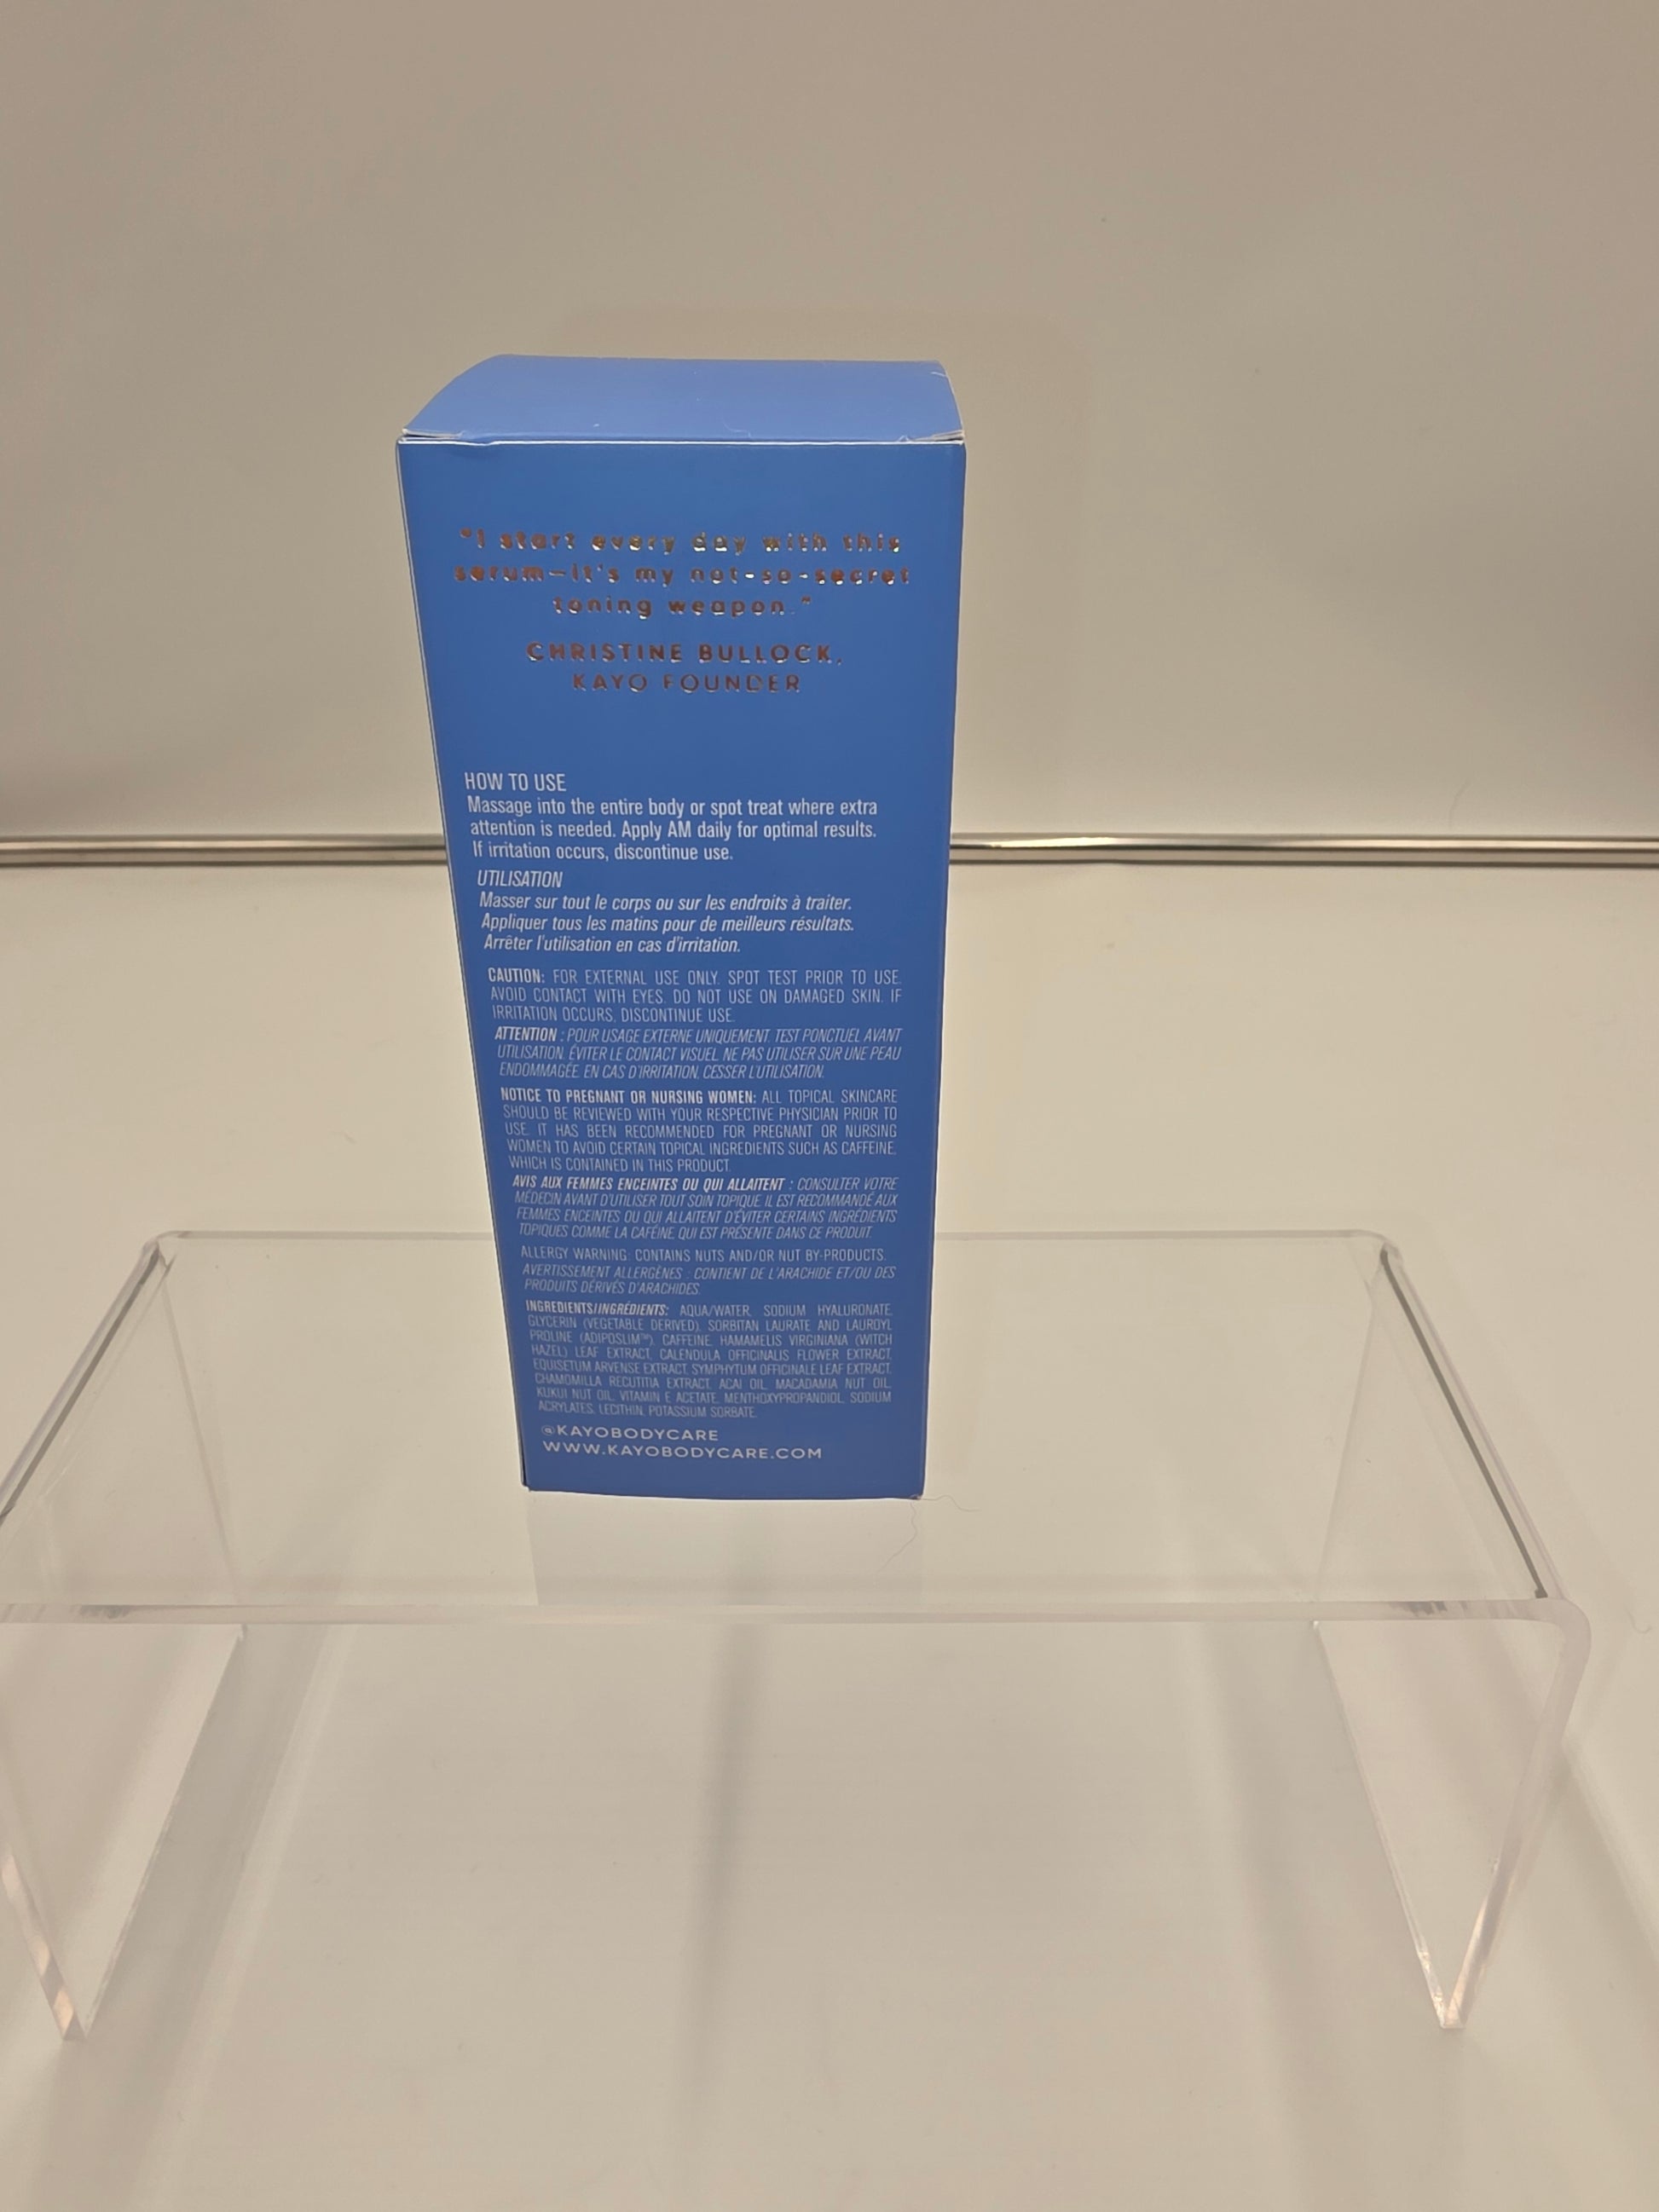 "I start every day with this
serum—it's my not-so-secret
toning weapon."
CHRISTINE BULLOCK,
KAYO FOUNDER
HOW TO USE
Massage into the entire body or spot treat where extra
attention is needed. Apply AM daily for optimal results.
If irritation occurs, discontinue use.
UTILISATION
Masser sur tout le corps ou sur les endroits à traiter.
Appliquer tous les matins pour de meilleurs résultats.
Arrêter l'utilisation en cas d'irritation.
CAUTION: FOR EXTERNAL USE ONLY. SPOT TEST PRIOR TO USE.
AVOID CONTACT WITH EYES. DO NOT USE ON DAMAGED SKIN. IF
IRRITATION OCCURS, DISCONTINUE USE.
ATTENTION : POUR USAGE EXTERNE UNIQUEMENT. TEST PONCTUEL AVANT
UTILISATION. ÉVITER LE CONTACT VISUEL. NE PAS UTILISER SUR UNE PEAU
ENDOMMAGÉE. EN CAS D'IRRITATION, CESSER L'UTILISATION.
NOTICE TO PREGNANT OR NURSING WOMEN: ALL TOPICAL SKINCARE
SHOULD BE REVIEWED WITH YOUR RESPECTIVE PHYSICIAN PRIOR TO
USE. IT HAS BEEN RECOMMENDED FOR PREGNANT OR NURSING
WOMEN TO AVOID CERTAIN TOPICAL INGREDIENTS SUCH AS CAFFEINE,
WHICH IS CONTAINED IN THIS PRODUCT.
AVIS AUX FEMMES ENCEINTES OU QUI ALLAITENT : CONSULTER VOTRE
MÉDECIN AVANT D'UTILISER TOUT SOIN TOPIQUE. IL EST RECOMMANDÉ AUX
FEMMES ENCEINTES OU QUI ALLAITENT D'ÉVITER CERTAINS INGRÉDIENTS
TOPIQUES COMME LA CAFÉINE, QUI EST PRÉSENTE DANS CE PRODUIT.
ALLERGY WARNING: CONTAINS NUTS AND/OR NUT BY-PRODUCTS.
AVERTISSEMENT ALLERGÈNES : CONTIENT DE L'ARACHIDE ET/OU DES
PRODUITS DÉRIVÉS D'ARACHIDES.
INGREDIENTS/INGRÉDIENTS: AQUA/WATER, SODIUM HYALURONATE,
GLYCERIN (VEGETABLE DERIVED), SORBITAN LAURATE AND LAUROYL
PROLINE (ADIPOSLIM™), CAFFEINE, HAMAMELIS VIRGINIANA (WITCH
HAZEL) LEAF EXTRACT, CALENDULA OFFICINALIS FLOWER EXTRACT,
EQUISETUM ARVENSE EXTRACT, SYMPHYTUM OFFICINALE LEAF EXTRACT,
CHAMOMILLA RECUTITIA EXTRACT, ACAI OIL, MACADAMIA NUT OIL,
KUKUI NUT OIL, VITAMIN E ACETATE, MENTHOXYPROPANDIOL, SODIUM
ACRYLATES, LECITHIN, POTASSIUM SORBATE.
@KAYOBODYCARE
WWW.KAYOBODYCARE.COM